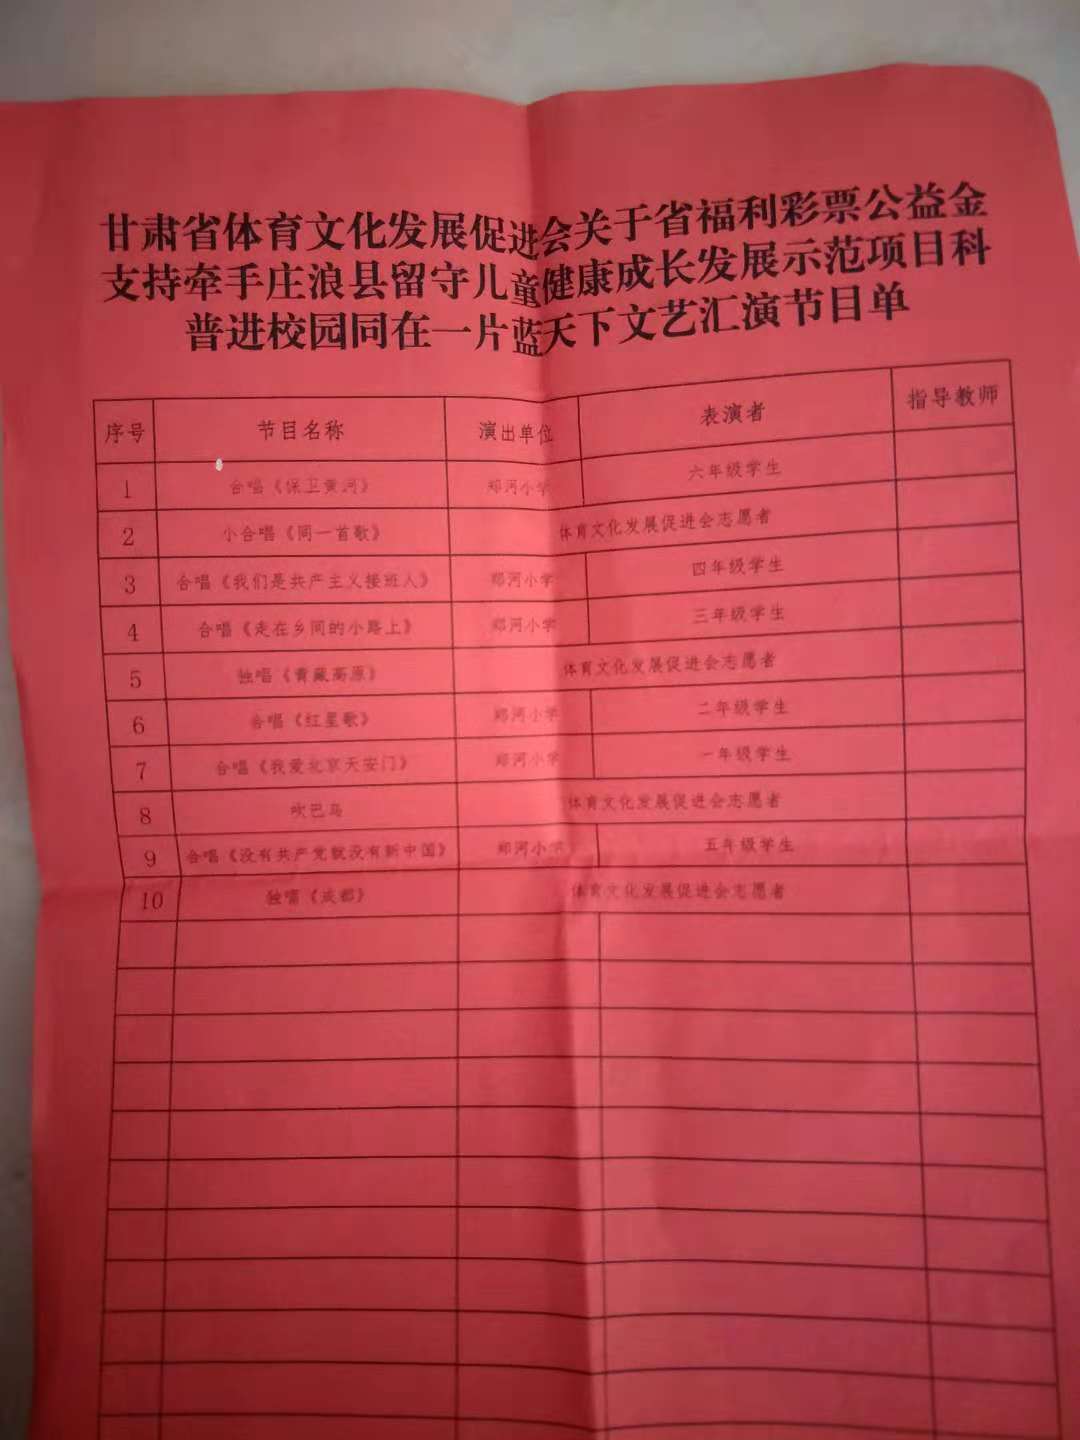 甘肃省体育文化发展促进会关于省福利彩票公益金
支持牵手庄浪县留守儿童健康成长发展示范项目科
普进校园同在一片蓝天下文艺汇演节目单
序号 节目名称 演出单位 表演者 指导教师
1 合唱《保卫黄河》 郑河小学 六年级学生
2 小合唱《同一首歌》 体育文化发展促进会志愿者
3 合唱《我们是共产主义接班人》 郑河小学 四年级学生
4 合唱《走在乡间的小路上》 郑河小学 三年级学生
5 独唱《青藏高原》 体育文化发展促进会志愿者
6 合唱《红星歌》 郑河小学 二年级学生
7 合唱《我爱北京天安门》 郑河小学 一年级学生
8 吹巴乌 体育文化发展促进会志愿者
9 合唱《没有共产党就没有新中国》 郑河小学 五年级学生
10 独唱《成都》 体育文化发展促进会志愿者